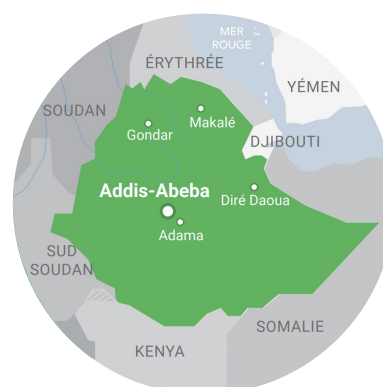 MER
ROUGE
ÉRYTHRÉE
YÉMEN
SOUDAN
Makalé
Gondar
DJIBOUTI
Addis-Abeba
Diré Daoua
Adama
SUD
SOUDAN
SOMALIE
KENYA